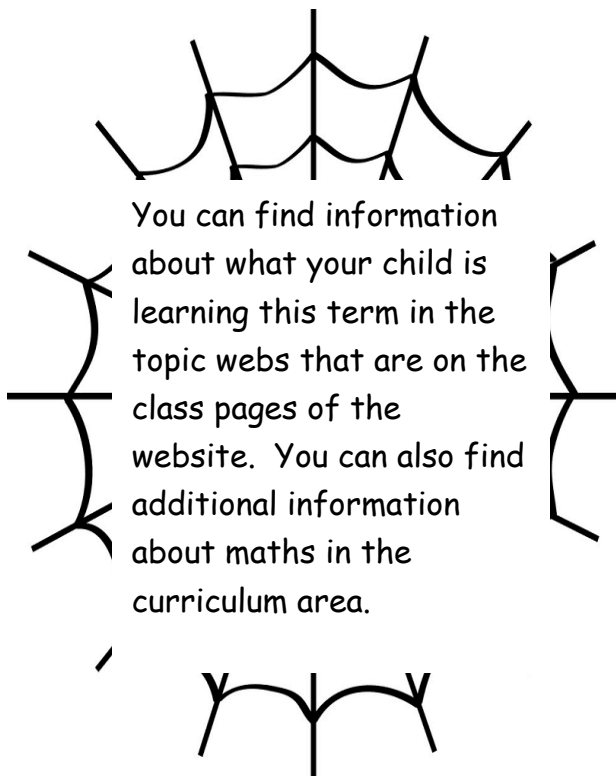 You can find information
about what your child is
learning this term in the
topic webs that are on the
class pages of the
website.  You can also find
additional information
about maths in the
curriculum area.